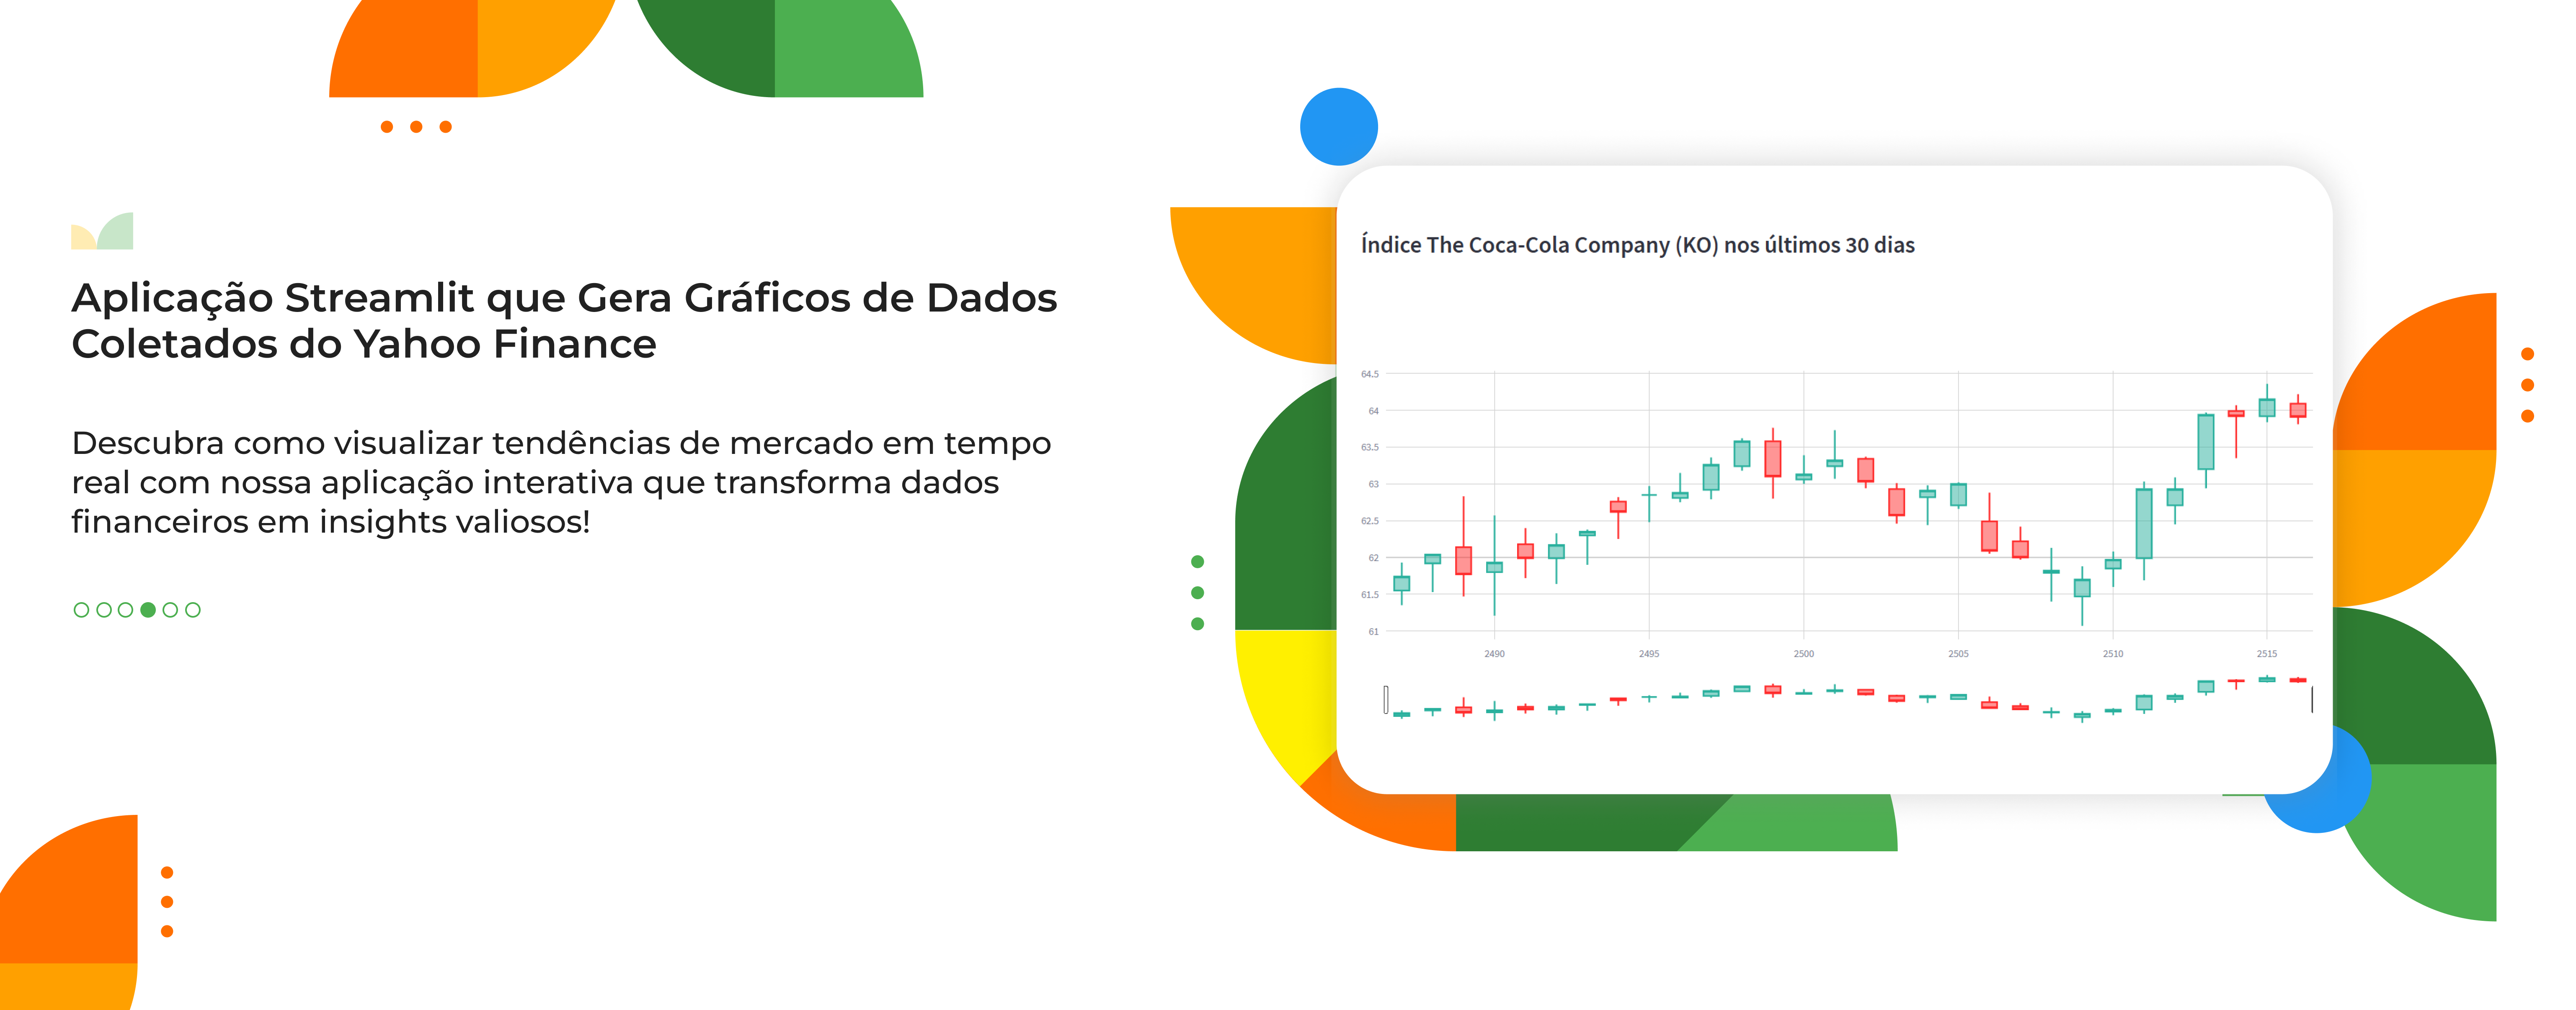 Aplicação Streamlit que Gera Gráficos de Dados
Coletados do Yahoo Finance
Descubra como visualizar tendências de mercado em tempo
real com nossa aplicação interativa que transforma dados
financeiros em insights valiosos!
Índice The Coca-Cola Company (KO) nos últimos 30 dias
64.5
64
63.5
63
62.5
62
61.5
61
2490 2495 2500 2505 2510 2515